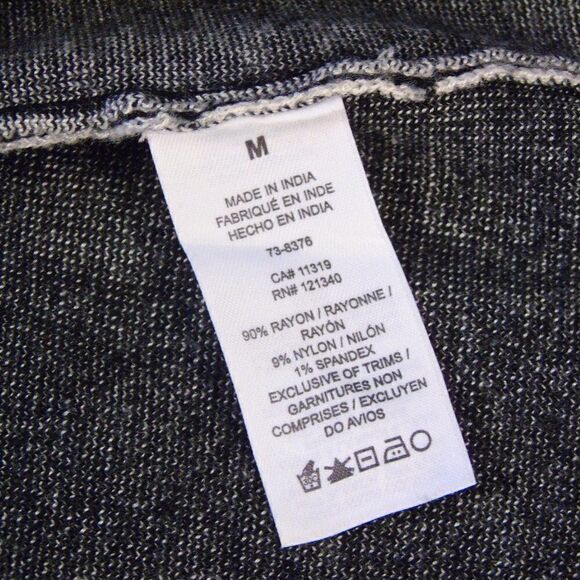 M
MADE IN INDIA
FABRIQUÉ EN INDE
HECHO EN INDIA
73-8376
CA# 11319
RN# 121340
90% RAYON / RAYONNE /
RAYÓN
9% NYLON / NILÓN
1% SPANDEX
EXCLUSIVE OF TRIMS /
GARNITURES NON
COMPRISES / EXCLUYEN
DO AVIOS